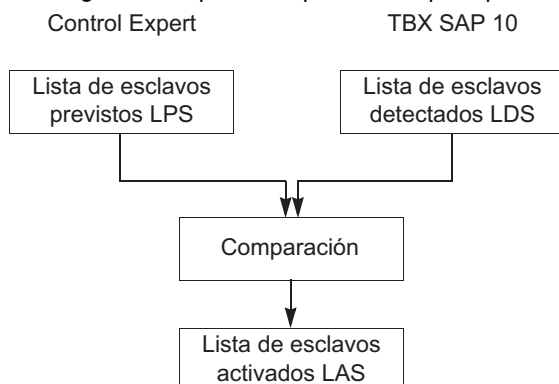 Control Expert
TBX SAP 10
Lista de esclavos
previstos LPS
Lista de esclavos
detectados LDS
Comparación
Lista de esclavos
activados LAS